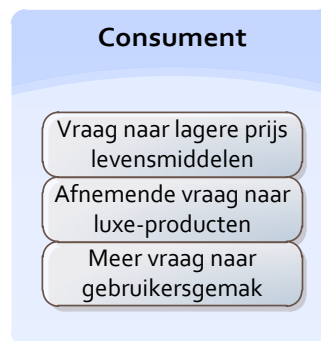 Consument
Vraag naar lagere prijs
levensmiddelen
Afnemende vraag naar
luxe-producten
Meer vraag naar
gebruikersgemak